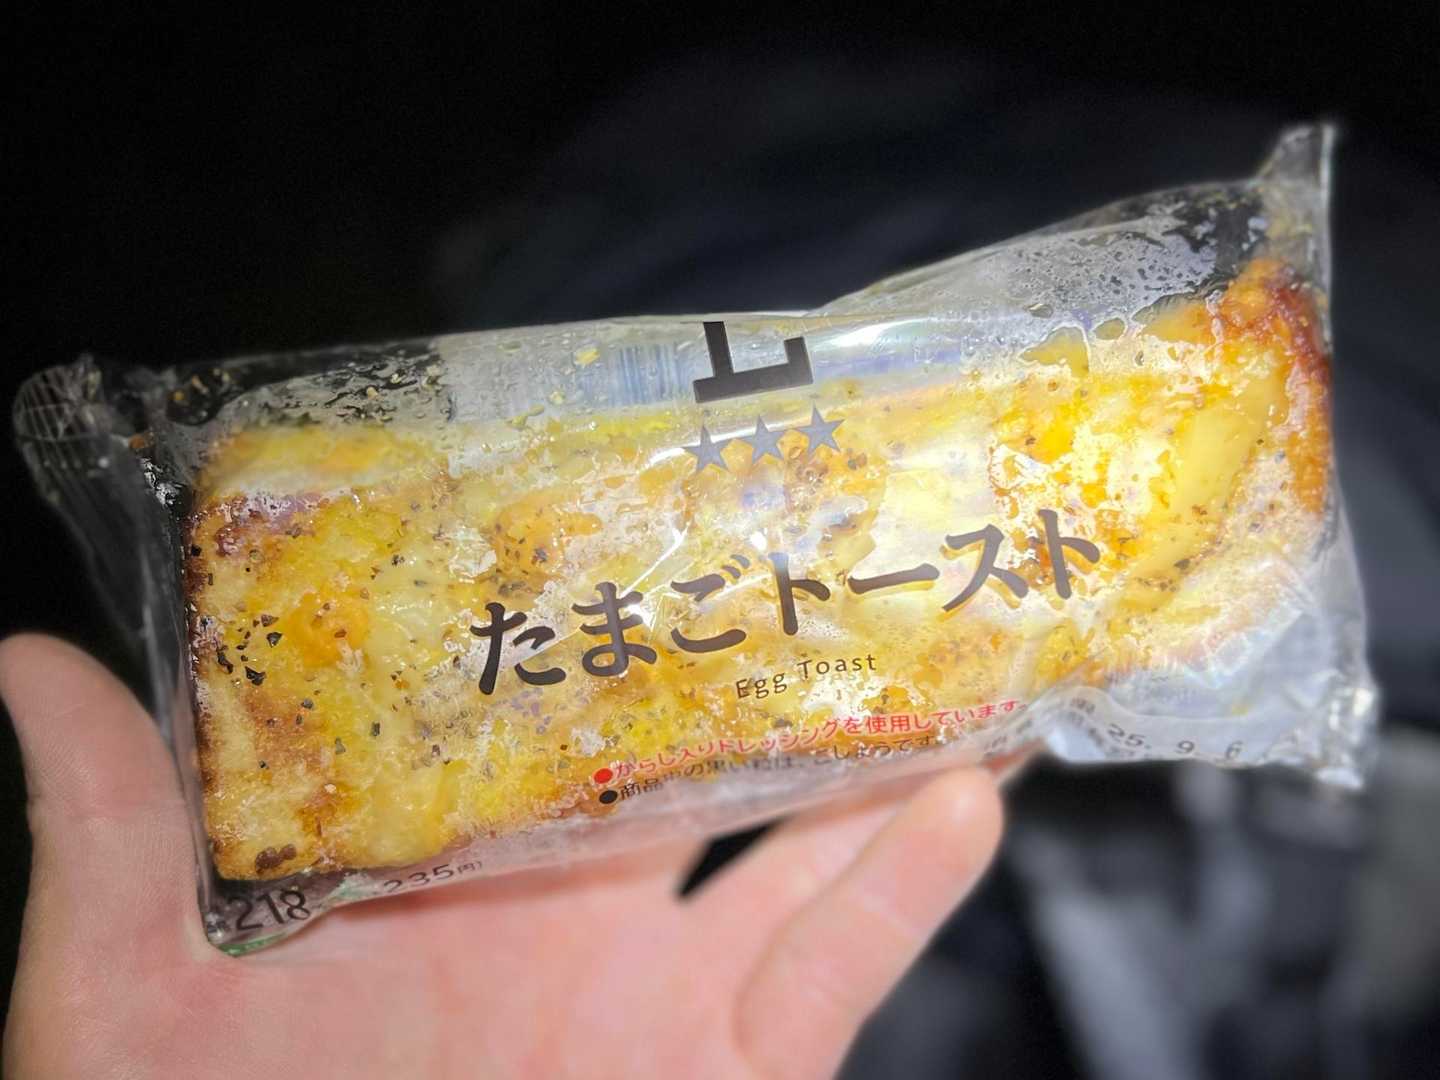 たまごトースト
Egg Toast
●からし入りドレッシングを使用しています。
●商品中の黒い粒は、こしょうです。
25. 9. 6
218
235円)